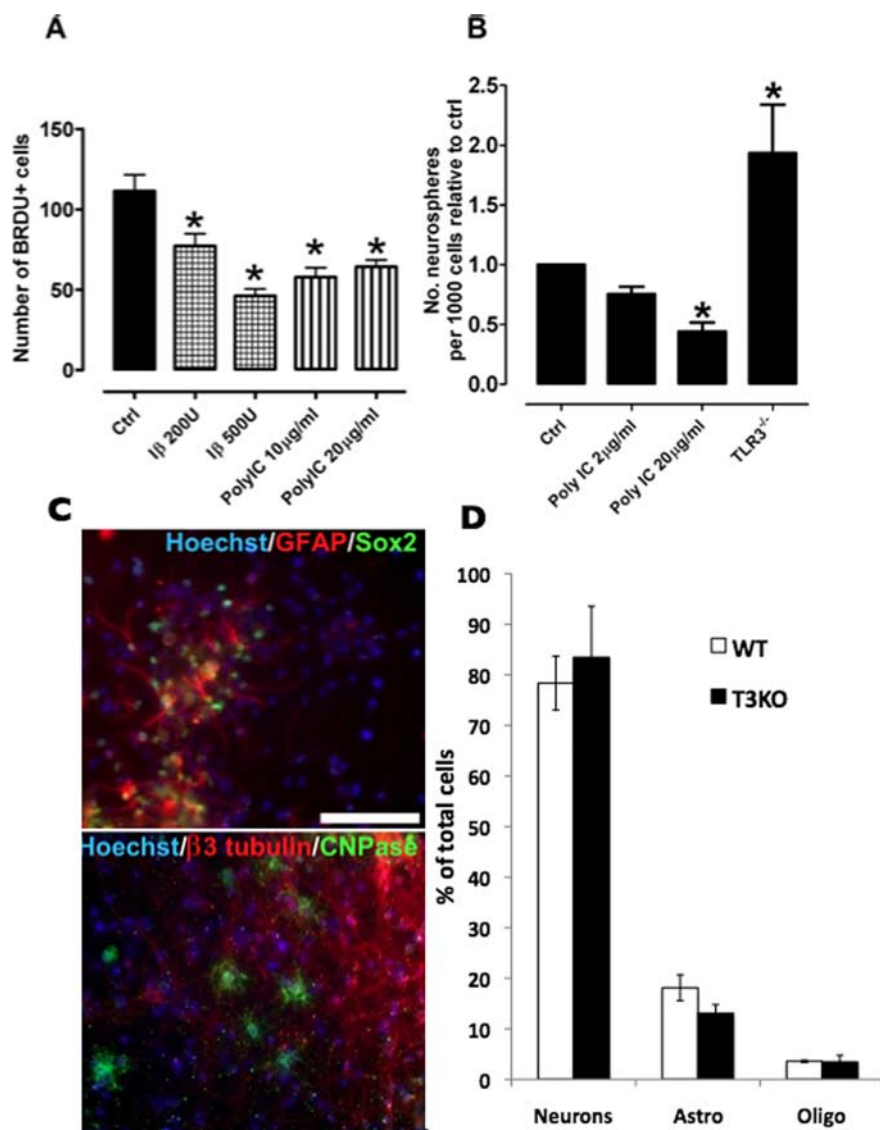 A
Number of BRDU+ cells
150
100
50
0
*
*
*
*
Ctrl
Iβ 200U
Iβ 500U
PolyIC 10µg/ml
PolyIC 20µg/ml
B
No. neurospheres
per 1000 cells relative to ctrl
2.5
2.0
1.5
1.0
0.5
0.0
*
*
Ctrl
Poly IC 2µg/ml
Poly IC 20µg/ml
TLR3-/-
C
Hoechst/GFAP/Sox2
Hoechst/β3 tubulin/CNPase
D
% of total cells
100
90
80
70
60
50
40
30
20
10
0
WT
T3KO
Neurons
Astro
Oligo